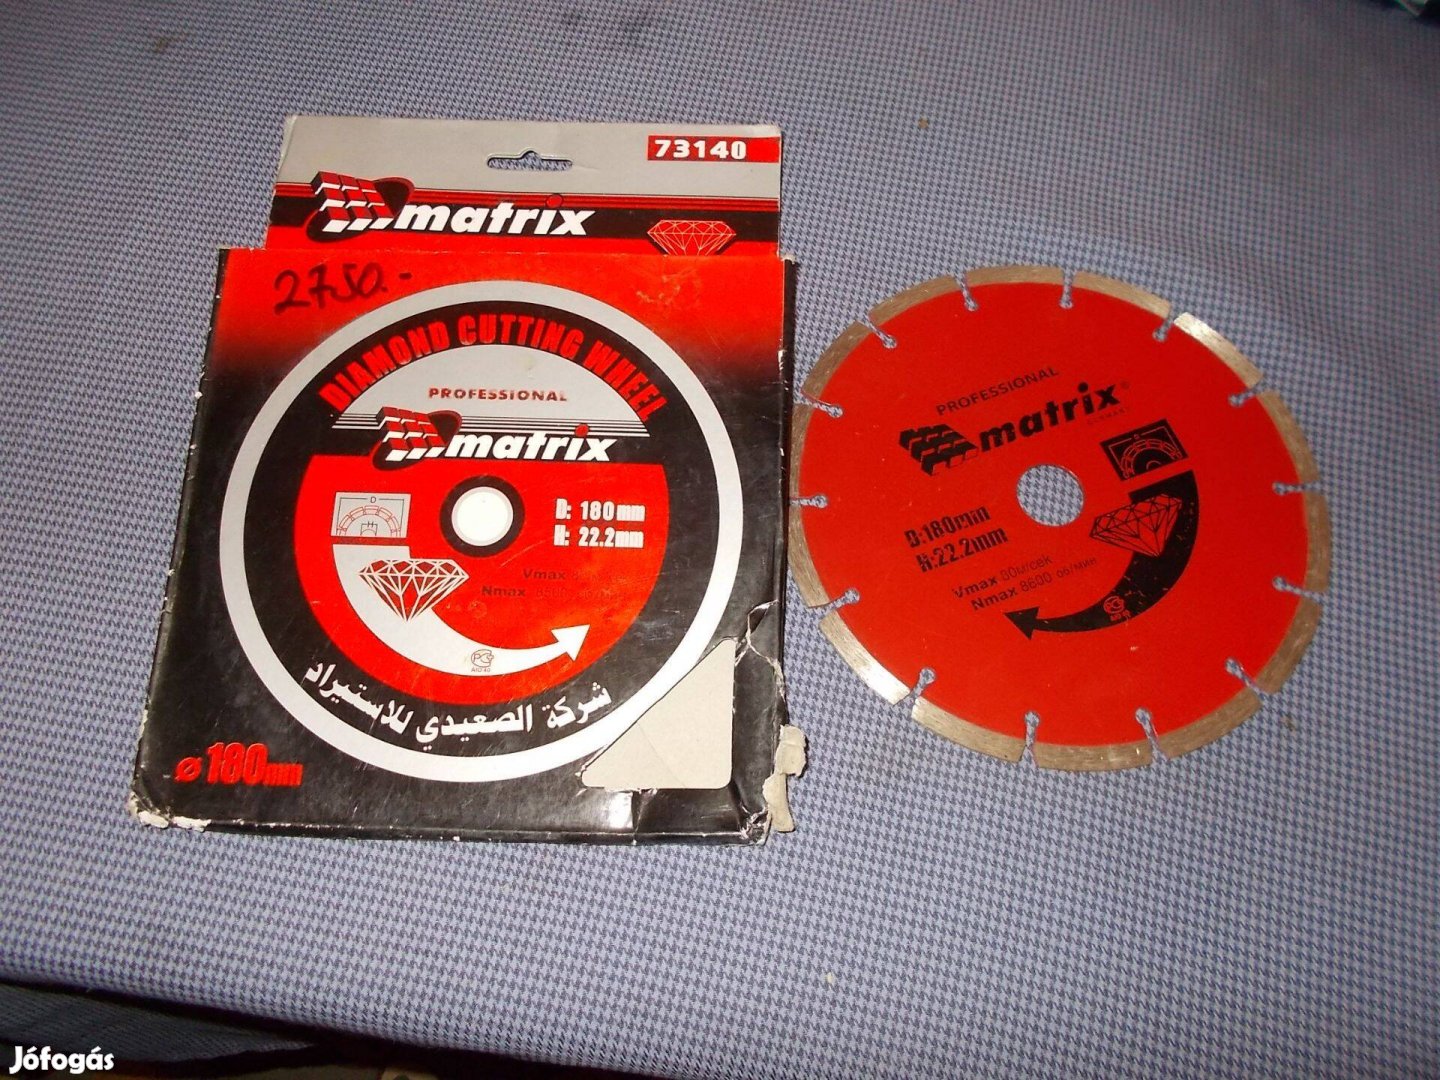 73140
matrix
2750.-
DIAMOND CUTTING WHEEL
PROFESSIONAL
matrix
D
H
D: 180mm
H: 22.2mm
Vmax
Nmax
شركة الصعيدي للاستيراد
ø 180mm
PROFESSIONAL
matrix®
D:180mm
H:22.2mm
Vmax 80м/сек
Nmax 8600 об/мин
Jófogás